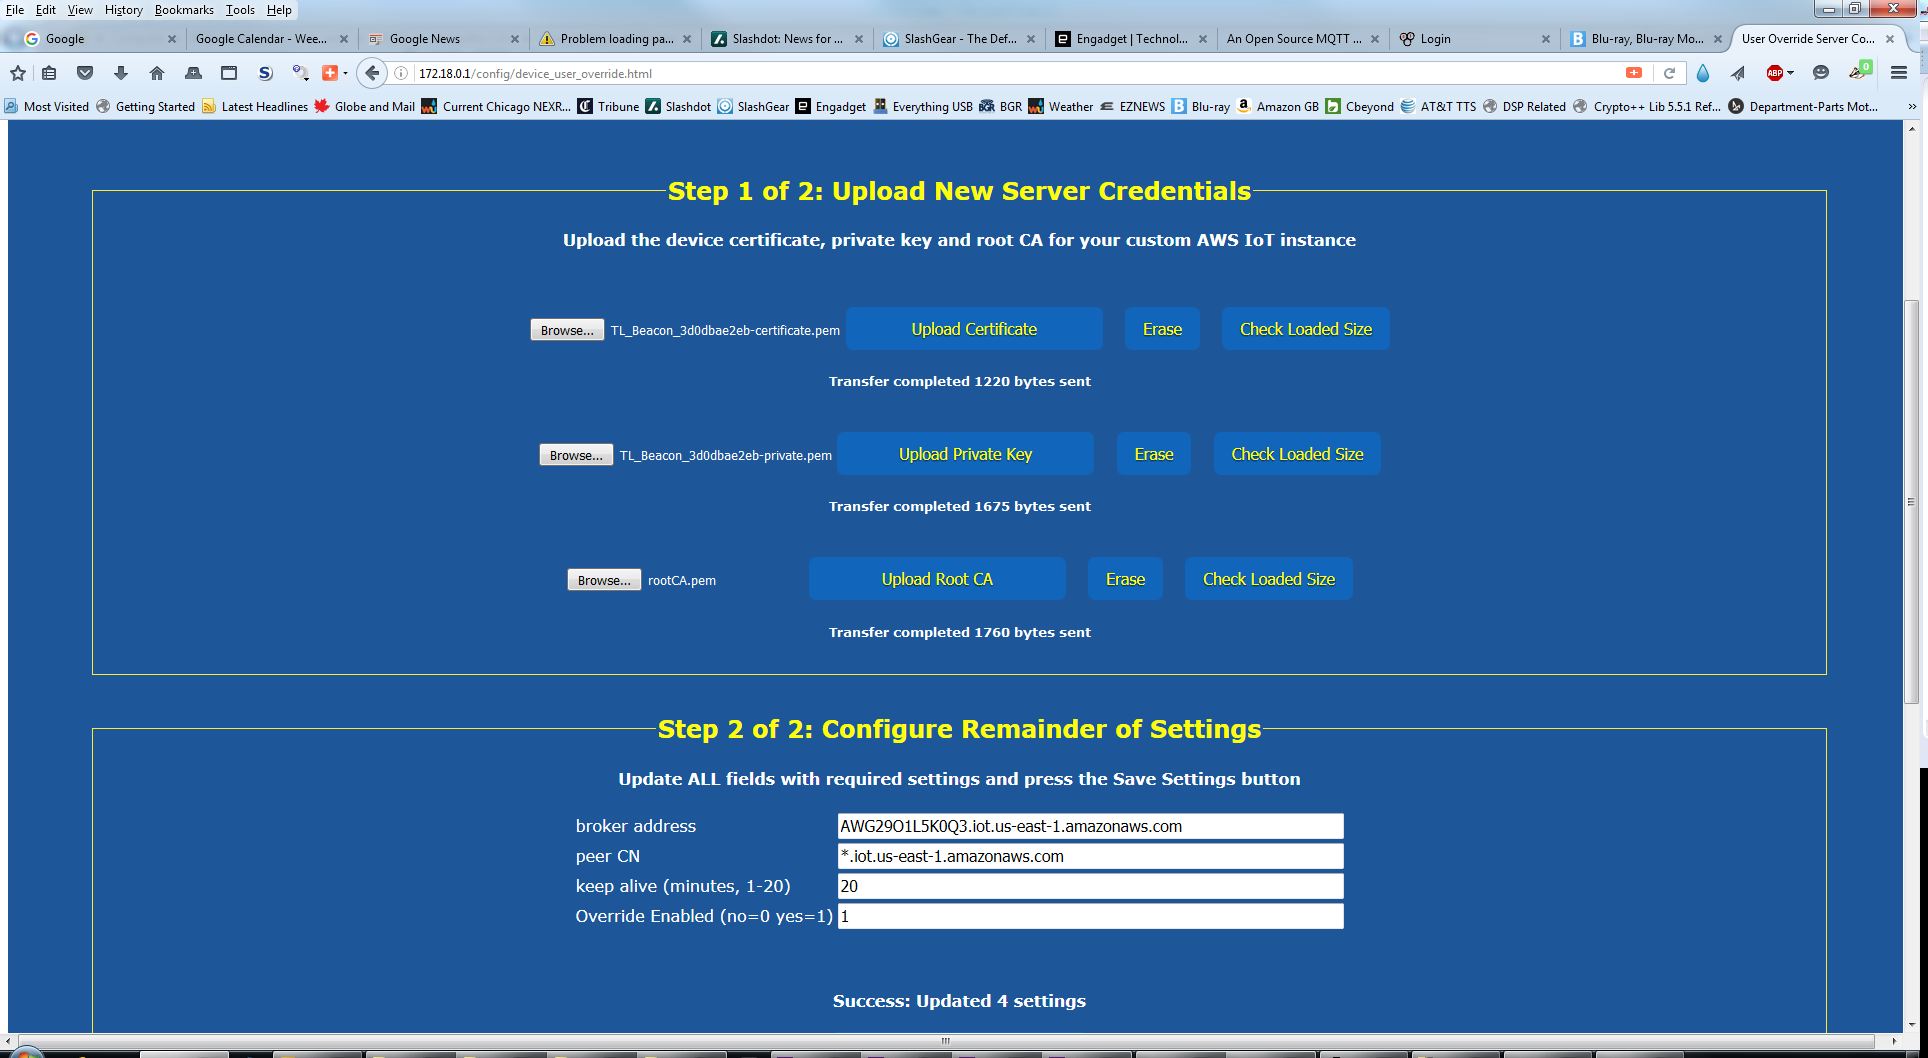 File Edit View History Bookmarks Tools Help
Google
Google Calendar - Wee...
Google News
Problem loading pa...
Slashdot: News for ...
SlashGear - The Def...
Engadget | Technol...
An Open Source MQTT ...
Login
Blu-ray, Blu-ray Mo...
User Override Server Co...
172.18.0.1/config/device_user_override.html
ABP
0
Most Visited Getting Started Latest Headlines Globe and Mail Current Chicago NEXR... Tribune Slashdot SlashGear Engadget Everything USB BGR Weather EZNEWS Blu-ray Amazon GB Cbeyond AT&T TTS DSP Related Crypto++ Lib 5.5.1 Ref... Department-Parts Mot... »
Step 1 of 2: Upload New Server Credentials
Upload the device certificate, private key and root CA for your custom AWS IoT instance
Browse... TL_Beacon_3d0dbae2eb-certificate.pem Upload Certificate Erase Check Loaded Size
Transfer completed 1220 bytes sent
Browse... TL_Beacon_3d0dbae2eb-private.pem Upload Private Key Erase Check Loaded Size
Transfer completed 1675 bytes sent
Browse... rootCA.pem Upload Root CA Erase Check Loaded Size
Transfer completed 1760 bytes sent
Step 2 of 2: Configure Remainder of Settings
Update ALL fields with required settings and press the Save Settings button
broker address AWG29O1L5K0Q3.iot.us-east-1.amazonaws.com
peer CN *.iot.us-east-1.amazonaws.com
keep alive (minutes, 1-20) 20
Override Enabled (no=0 yes=1) 1
Success: Updated 4 settings